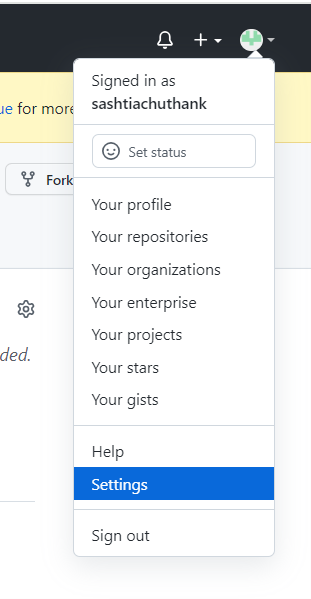 Signed in as
sashtiachuthank
ue for more
Set status
Fork
Your profile
Your repositories
Your organizations
Your enterprise
Your projects
ded.
Your stars
Your gists
Help
Settings
Sign out